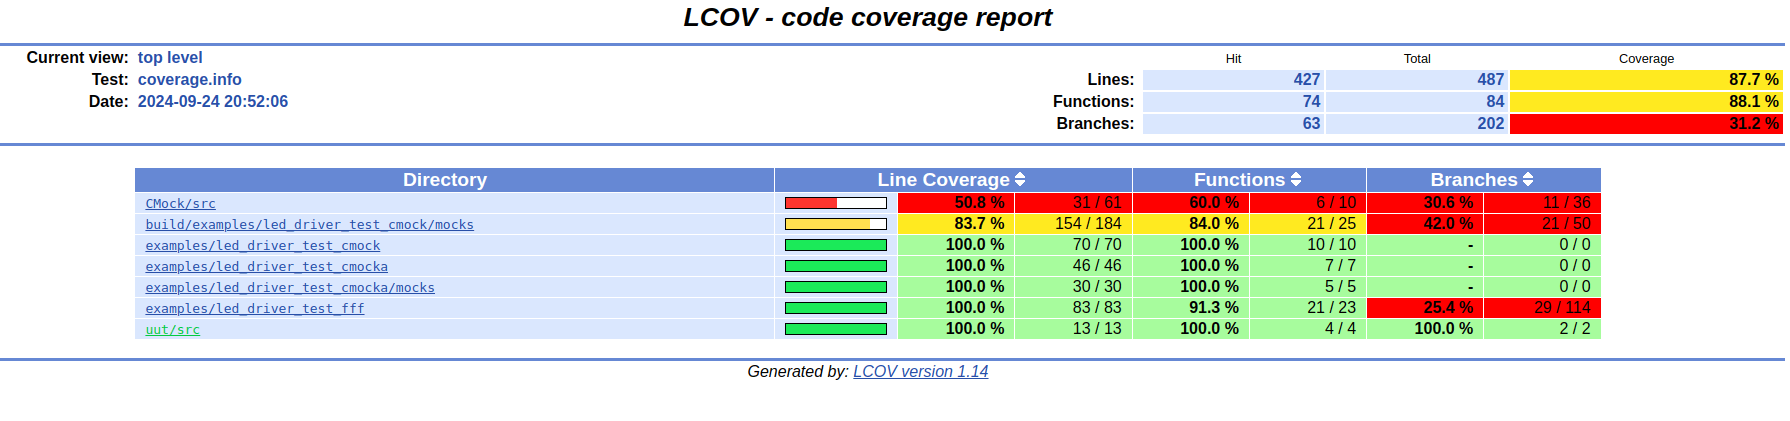 LCOV - code coverage report
Current view: top level
Test: coverage.info
Date: 2024-09-24 20:52:06
Hit Total Coverage
Lines: 427 487 87.7 %
Functions: 74 84 88.1 %
Branches: 63 202 31.2 %
Directory Line Coverage Functions Branches
CMock/src 50.8 % 31 / 61 60.0 % 6 / 10 30.6 % 11 / 36
build/examples/led_driver_test_cmock/mocks 83.7 % 154 / 184 84.0 % 21 / 25 42.0 % 21 / 50
examples/led_driver_test_cmock 100.0 % 70 / 70 100.0 % 10 / 10 - 0 / 0
examples/led_driver_test_cmocka 100.0 % 46 / 46 100.0 % 7 / 7 - 0 / 0
examples/led_driver_test_cmocka/mocks 100.0 % 30 / 30 100.0 % 5 / 5 - 0 / 0
examples/led_driver_test_fff 100.0 % 83 / 83 91.3 % 21 / 23 25.4 % 29 / 114
uut/src 100.0 % 13 / 13 100.0 % 4 / 4 100.0 % 2 / 2
Generated by: LCOV version 1.14